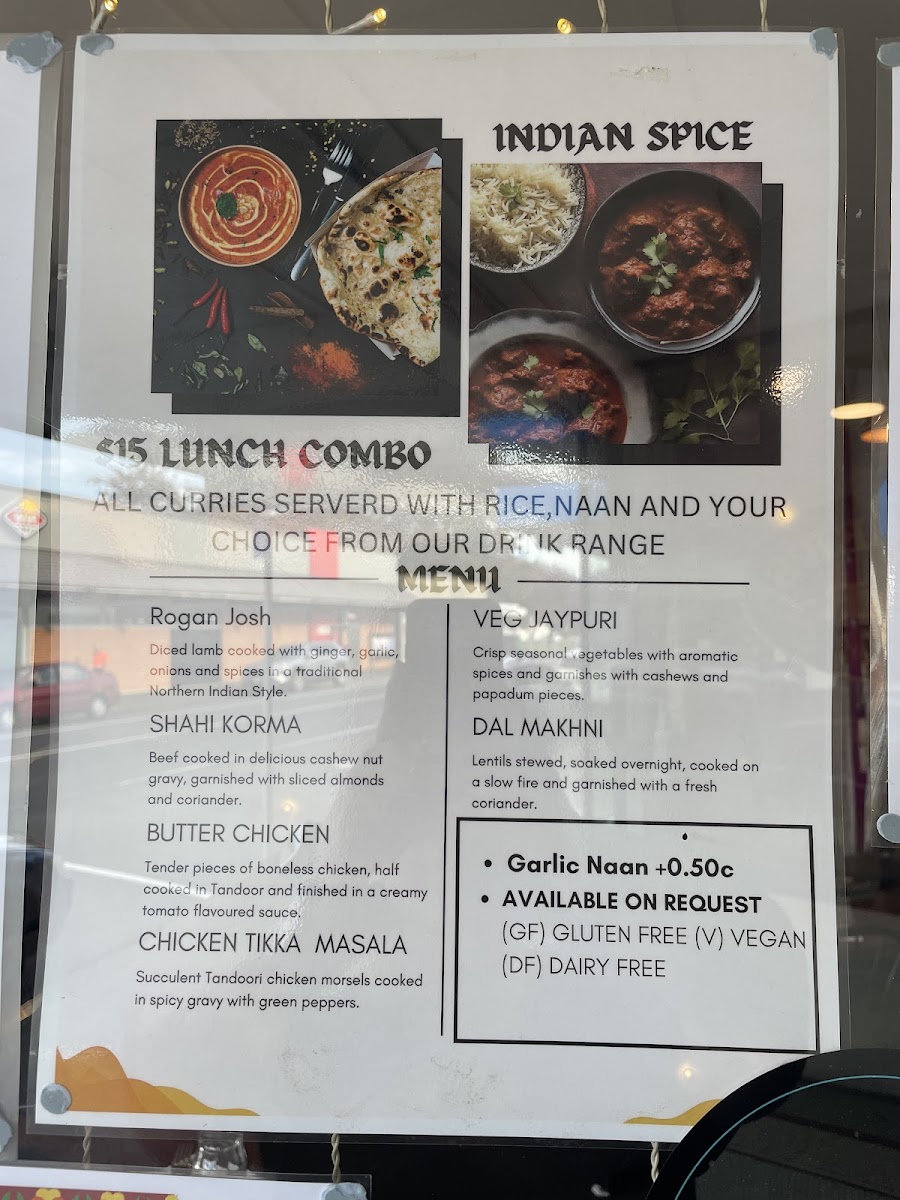 INDIAN SPICE
$15 LUNCH COMBO
ALL CURRIES SERVERD WITH RICE,NAAN AND YOUR
CHOICE FROM OUR DRINK RANGE
MENU
Rogan Josh
Diced lamb cooked with ginger, garlic,
onions and spices in a traditional
Northern Indian Style.
SHAHI KORMA
Beef cooked in delicious cashew nut
gravy, garnished with sliced almonds
and coriander.
BUTTER CHICKEN
Tender pieces of boneless chicken, half
cooked in Tandoor and finished in a creamy
tomato flavoured sauce.
CHICKEN TIKKA MASALA
Succulent Tandoori chicken morsels cooked
in spicy gravy with green peppers.
VEG JAYPURI
Crisp seasonal vegetables with aromatic
spices and garnishes with cashews and
papadum pieces.
DAL MAKHNI
Lentils stewed, soaked overnight, cooked on
a slow fire and garnished with a fresh
coriander.
• Garlic Naan +0.50c
• AVAILABLE ON REQUEST
(GF) GLUTEN FREE (V) VEGAN
(DF) DAIRY FREE